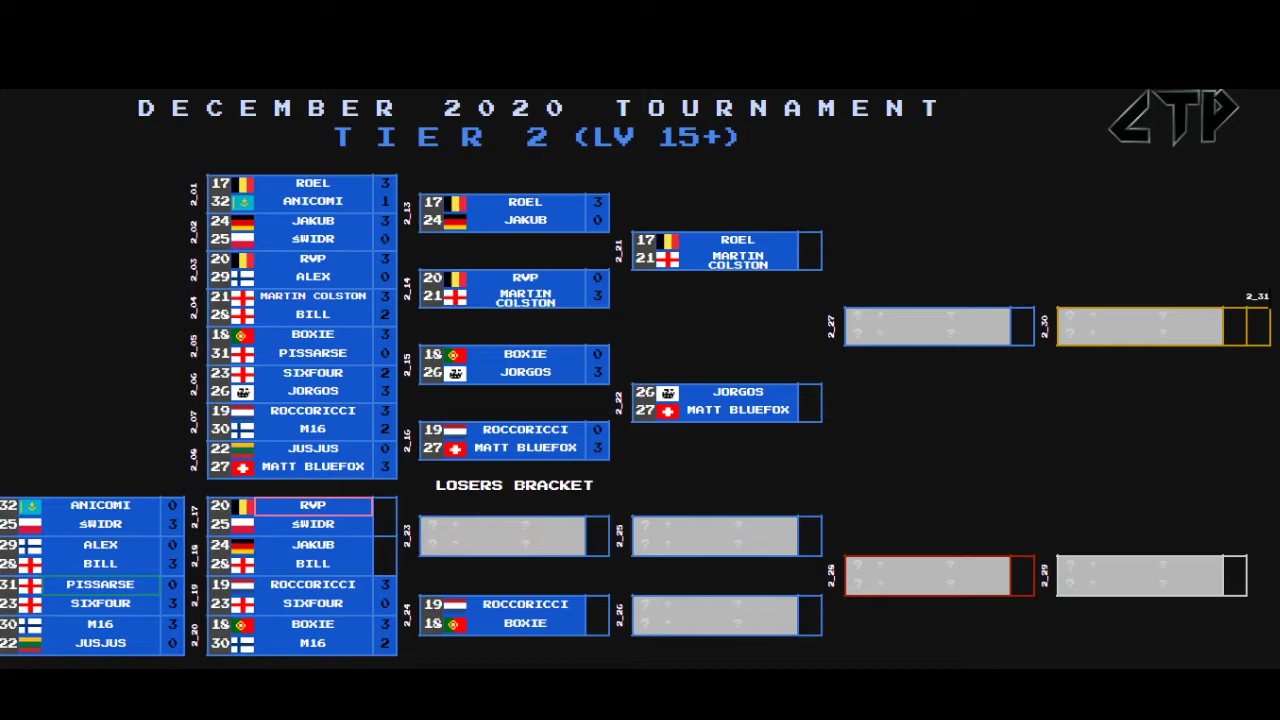 DECEMBER 2020 TOURNAMENT
CTP
TIER 2 (LV 15+)
2_01
17 ROEL 3
32 ANICOMI 1
2_02
24 JAKUB 3
25 ŚWIDR 0
2_03
20 RVP 3
29 ALEX 0
2_04
21 MARTIN COLSTON 3
28 BILL 2
2_05
18 BOXIE 3
31 PISSARSE 0
2_06
23 SIXFOUR 2
26 JORGOS 3
2_07
19 ROCCORICCI 3
30 M16 2
2_08
22 JUSJUS 0
27 MATT BLUEFOX 3
2_13
17 ROEL 3
24 JAKUB 0
2_14
20 RVP 0
21 MARTIN COLSTON 3
2_15
18 BOXIE 0
26 JORGOS 3
2_16
19 ROCCORICCI 0
27 MATT BLUEFOX 3
2_21
17 ROEL
21 MARTIN COLSTON
2_22
26 JORGOS
27 MATT BLUEFOX
2_27
? - ?
? - ?
2_30
2_31
? - ?
? - ?
LOSERS BRACKET
32 ANICOMI 0
25 ŚWIDR 3
29 ALEX 0
28 BILL 3
31 PISSARSE 0
23 SIXFOUR 3
30 M16 3
22 JUSJUS 0
2_17
20 RVP
25 ŚWIDR
2_18
24 JAKUB
28 BILL
2_19
19 ROCCORICCI 3
23 SIXFOUR 0
2_20
18 BOXIE 3
30 M16 2
2_23
? - ?
? - ?
2_24
19 ROCCORICCI
18 BOXIE
2_25
? - ?
? - ?
2_26
? - ?
? - ?
2_28
? - ?
? - ?
2_29
? - ?
? - ?